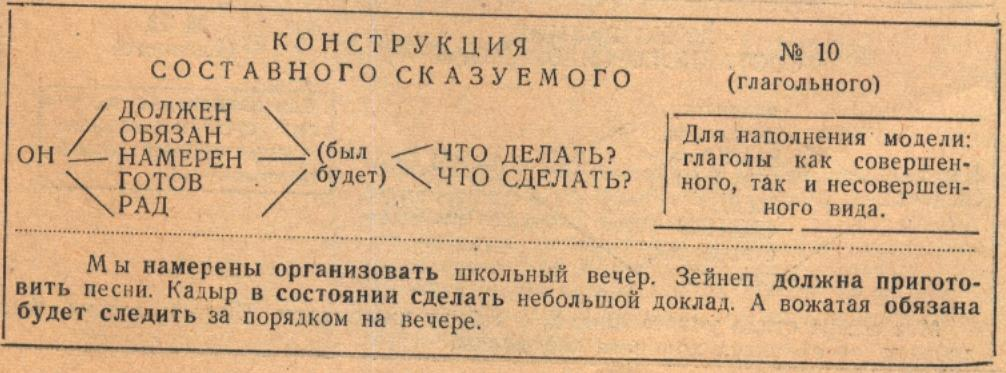 КОНСТРУКЦИЯ
СОСТАВНОГО СКАЗУЕМОГО
№ 10
(глагольного)
ОН
ДОЛЖЕН
ОБЯЗАН
НАМЕРЕН
ГОТОВ
РАД
(был
будет)
ЧТО ДЕЛАТЬ?
ЧТО СДЕЛАТЬ?
Для наполнения модели:
глаголы как совершен-
ного, так и несовершен-
ного вида.
Мы намерены организовать школьный вечер. Зейнеп должна пригото-
вить песни. Кадыр в состоянии сделать небольшой доклад. А вожатая обязана
будет следить за порядком на вечере.